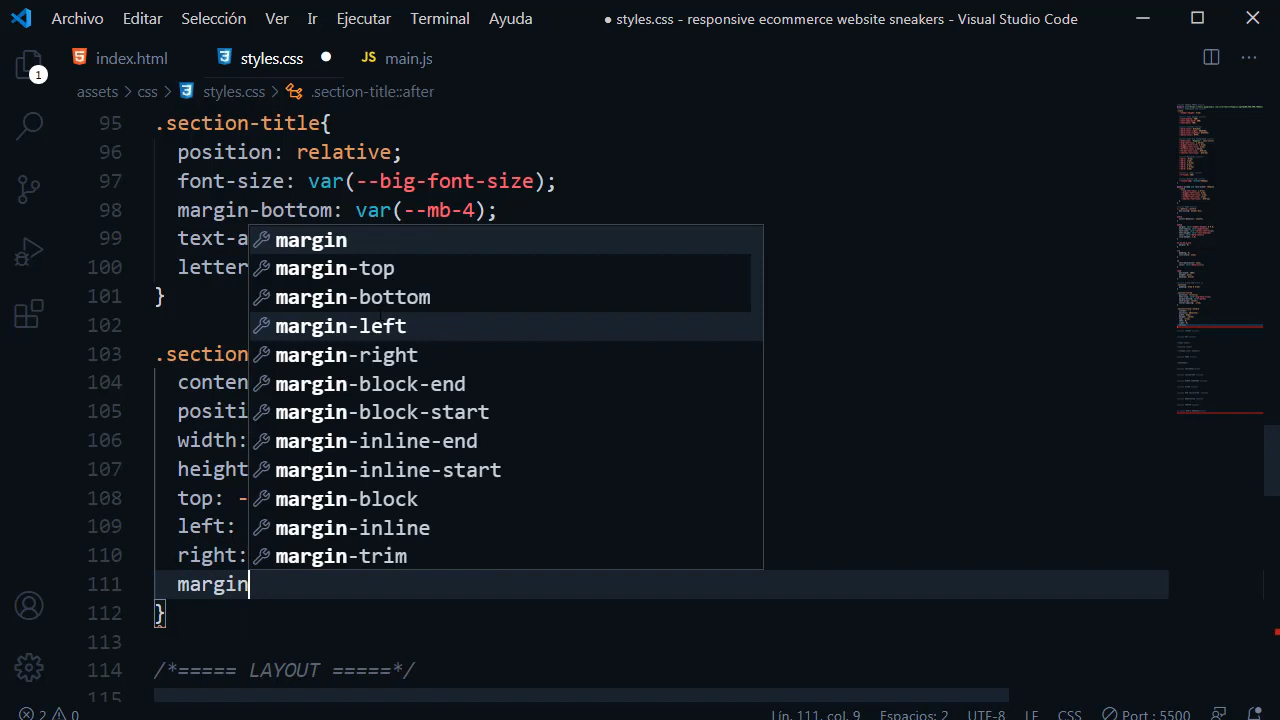 Archivo Editar Selección Ver Ir Ejecutar Terminal Ayuda ● styles.css - responsive ecommerce website sneakers - Visual Studio Code
index.html styles.css JS main.js
1
assets > css > styles.css > .section-title::after
95 .section-title{
96 position: relative;
97 font-size: var(--big-font-size);
98 margin-bottom: var(--mb-4);
99 text-a
100 letter
101 }
102
103 .section
104 conten
105 positi
106 width:
107 height
108 top: -
109 left:
110 right:
111 margin
112 }
113
114 /*===== LAYOUT =====*/
115
margin
margin-top
margin-bottom
margin-left
margin-right
margin-block-end
margin-block-start
margin-inline-end
margin-inline-start
margin-block
margin-inline
margin-trim
2 0 Lín. 111, col. 9 Espacios: 2 UTF-8 LF CSS Port : 5500